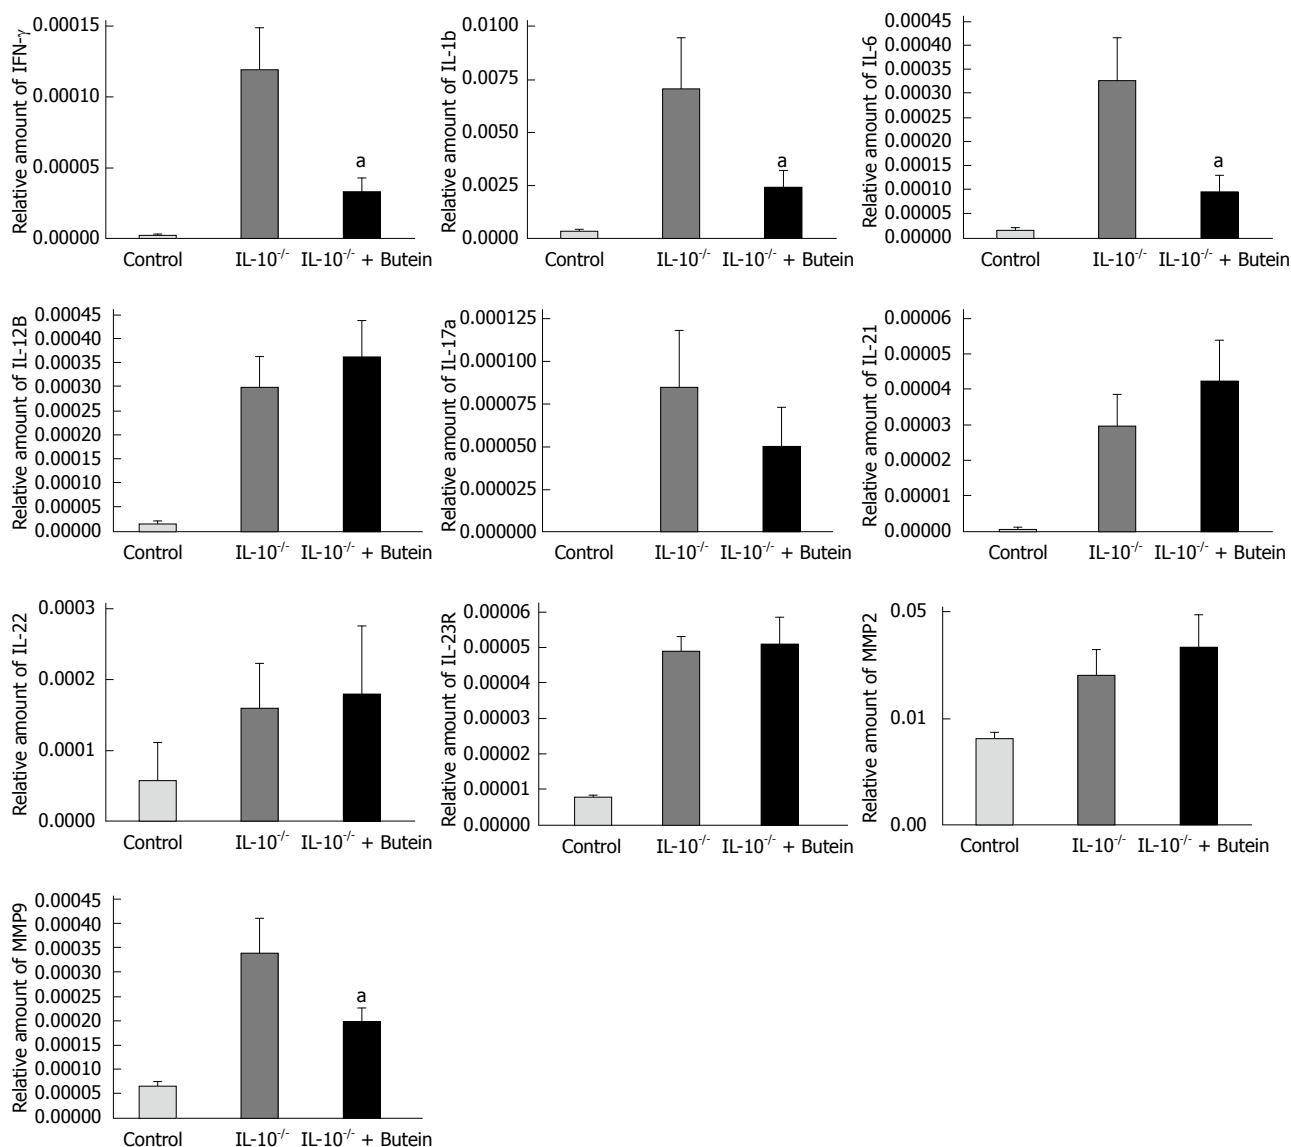 Relative amount of IFN-γ
0.00015
0.00010
0.00005
0.00000
a
Control IL-10-/- IL-10-/- + Butein
Relative amount of IL-1b
0.0100
0.0075
0.0050
0.0025
0.0000
a
Control IL-10-/- IL-10-/- + Butein
Relative amount of IL-6
0.00045
0.00040
0.00035
0.00030
0.00025
0.00020
0.00015
0.00010
0.00005
0.00000
a
Control IL-10-/- IL-10-/- + Butein
Relative amount of IL-12B
0.00045
0.00040
0.00035
0.00030
0.00025
0.00020
0.00015
0.00010
0.00005
0.00000
Control IL-10-/- IL-10-/- + Butein
Relative amount of IL-17a
0.000125
0.000100
0.000075
0.000050
0.000025
0.000000
Control IL-10-/- IL-10-/- + Butein
Relative amount of IL-21
0.00006
0.00005
0.00004
0.00003
0.00002
0.00001
0.00000
Control IL-10-/- IL-10-/- + Butein
Relative amount of IL-22
0.0003
0.0002
0.0001
0.0000
Control IL-10-/- IL-10-/- + Butein
Relative amount of IL-23R
0.00006
0.00005
0.00004
0.00003
0.00002
0.00001
0.00000
Control IL-10-/- IL-10-/- + Butein
Relative amount of MMP2
0.05
0.01
0.00
Control IL-10-/- IL-10-/- + Butein
Relative amount of MMP9
0.00045
0.00040
0.00035
0.00030
0.00025
0.00020
0.00015
0.00010
0.00005
0.00000
a
Control IL-10-/- IL-10-/- + Butein